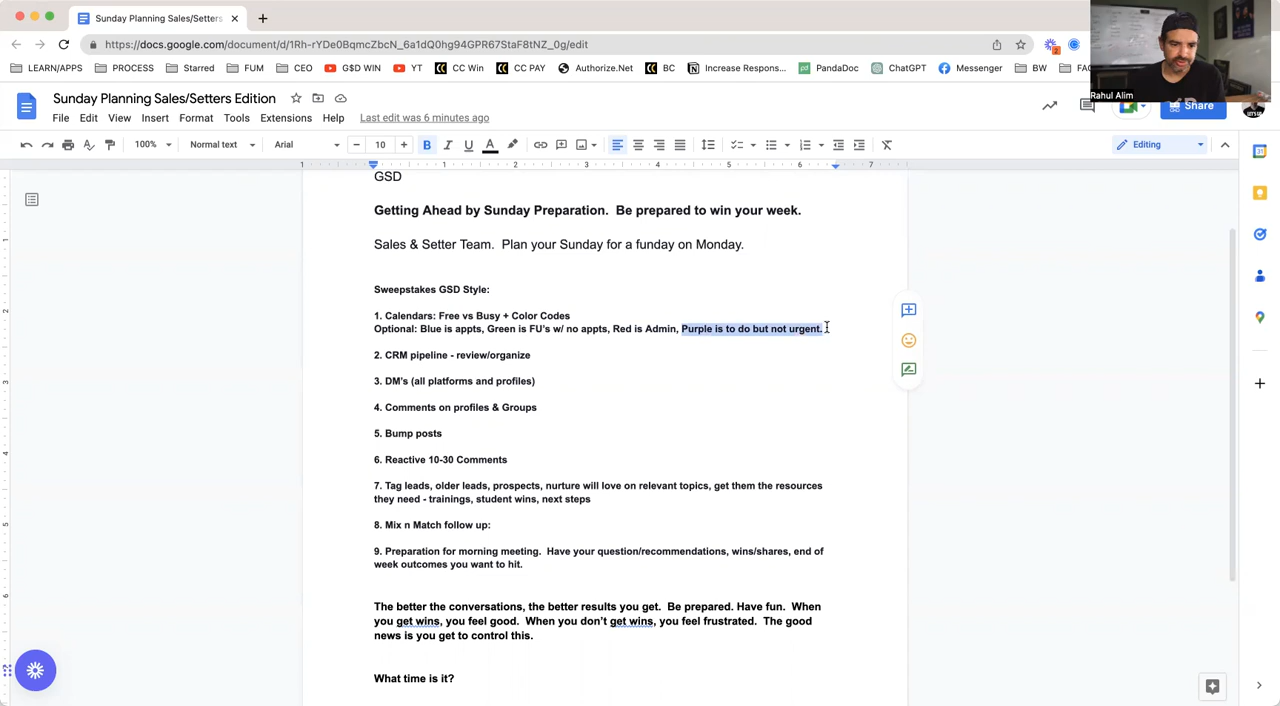 Sunday Planning Sales/Setters
https://docs.google.com/document/d/1Rh-rYDe0BqmcZbcN_6a1dQ0hg94GPR67StaF8tNZ_0g/edit
LEARN/APPS PROCESS Starred FUM CEO G$D WIN YT CC WP CC PAY Authorize.Net BC Increase Respons... PandaDoc ChatGPT Messenger BW
Rahul Alim
Sunday Planning Sales/Setters Edition
File Edit View Insert Format Tools Extensions Help Last edit was 6 minutes ago
Share
100% Normal text Arial 10 Editing
1 1 2 3 4 5 6 7
GSD
Getting Ahead by Sunday Preparation. Be prepared to win your week.
Sales & Setter Team. Plan your Sunday for a funday on Monday.
Sweepstakes GSD Style:
1. Calendars: Free vs Busy + Color Codes
Optional: Blue is appts, Green is FU's w/ no appts, Red is Admin, Purple is to do but not urgent.
2. CRM pipeline - review/organize
3. DM's (all platforms and profiles)
4. Comments on profiles & Groups
5. Bump posts
6. Reactive 10-30 Comments
7. Tag leads, older leads, prospects, nurture will love on relevant topics, get them the resources
they need - trainings, student wins, next steps
8. Mix n Match follow up:
9. Preparation for morning meeting. Have your question/recommendations, wins/shares, end of
week outcomes you want to hit.
The better the conversations, the better results you get. Be prepared. Have fun. When
you get wins, you feel good. When you don't get wins, you feel frustrated. The good
news is you get to control this.
What time is it?